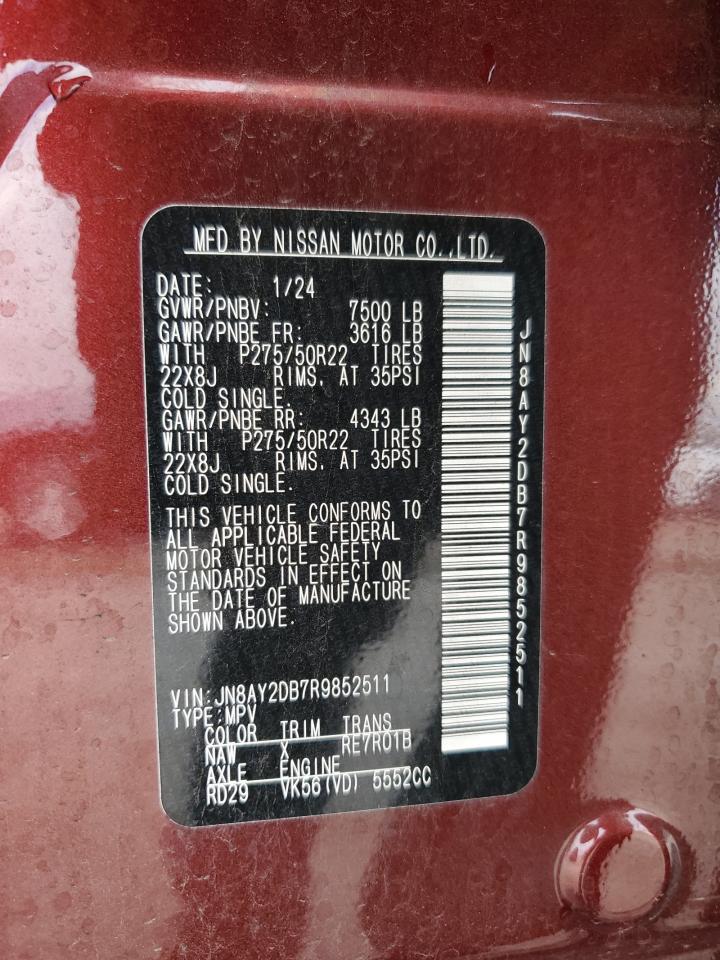 MFD BY NISSAN MOTOR CO.,LTD.
DATE: 1/24
GVWR/PNBV: 7500 LB
GAWR/PNBE FR: 3616 LB
WITH P275/50R22 TIRES
22X8J RIMS, AT 35PSI
COLD SINGLE.
GAWR/PNBE RR: 4343 LB
WITH P275/50R22 TIRES
22X8J RIMS, AT 35PSI
COLD SINGLE.
THIS VEHICLE CONFORMS TO
ALL APPLICABLE FEDERAL
MOTOR VEHICLE SAFETY
STANDARDS IN EFFECT ON
THE DATE OF MANUFACTURE
SHOWN ABOVE.
VIN:JN8AY2DB7R9852511
TYPE:MPV
COLOR TRIM TRANS
NAW X RE7R01B
AXLE ENGINE
RD29 VK56(VD) 5552CC
JN8AY2DB7R9852511